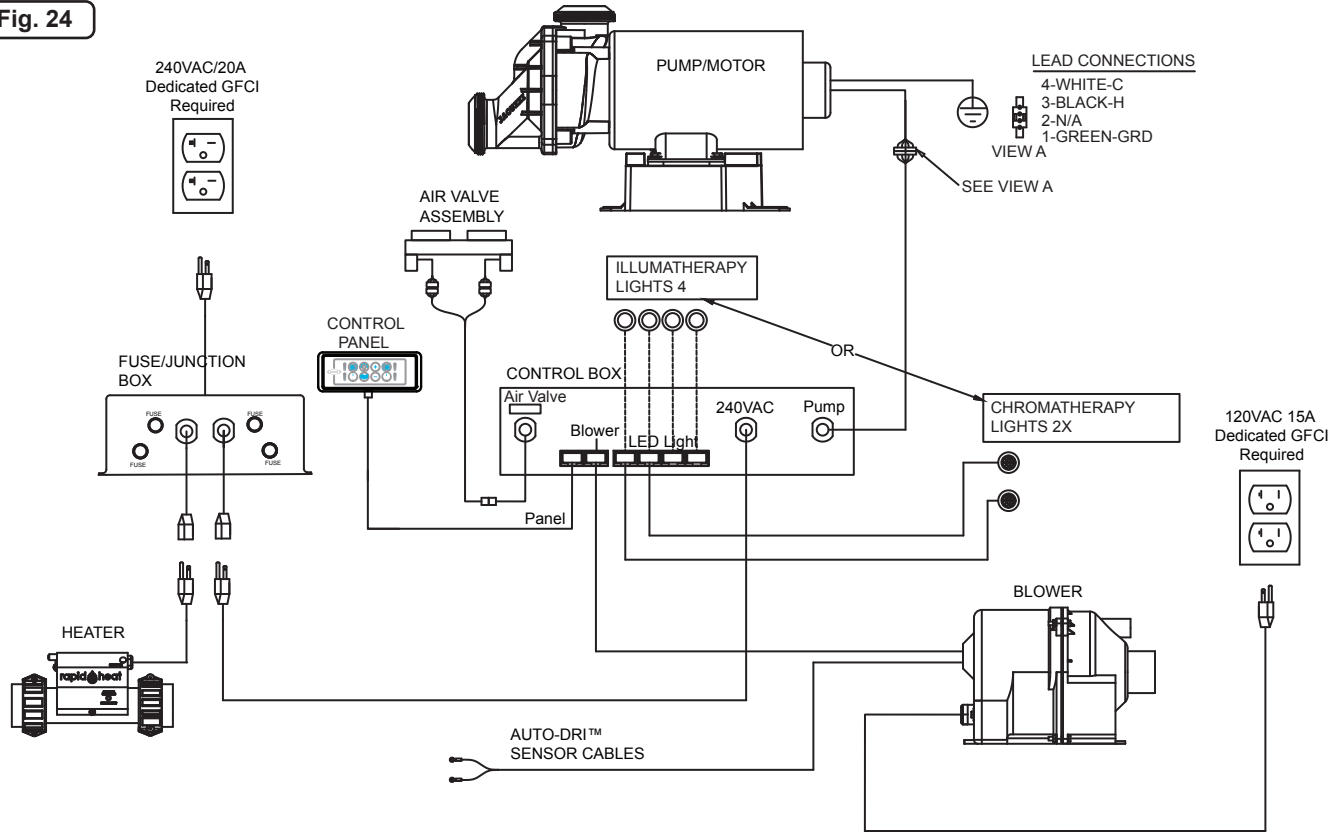 Fig. 24
240VAC/20A
Dedicated GFCI
Required
PUMP/MOTOR
JACUZZI
LEAD CONNECTIONS
4-WHITE-C
3-BLACK-H
2-N/A
1-GREEN-GRD
VIEW A
SEE VIEW A
AIR VALVE
ASSEMBLY
ILLUMATHERAPY
LIGHTS 4
OR
CONTROL
PANEL
FUSE/JUNCTION
BOX
FUSE
FUSE
FUSE
FUSE
CONTROL BOX
Air Valve
Blower
LED Light
240VAC
Pump
Panel
CHROMATHERAPY
LIGHTS 2X
120VAC 15A
Dedicated GFCI
Required
HEATER
rapid heat
BLOWER
AUTO-DRI™
SENSOR CABLES